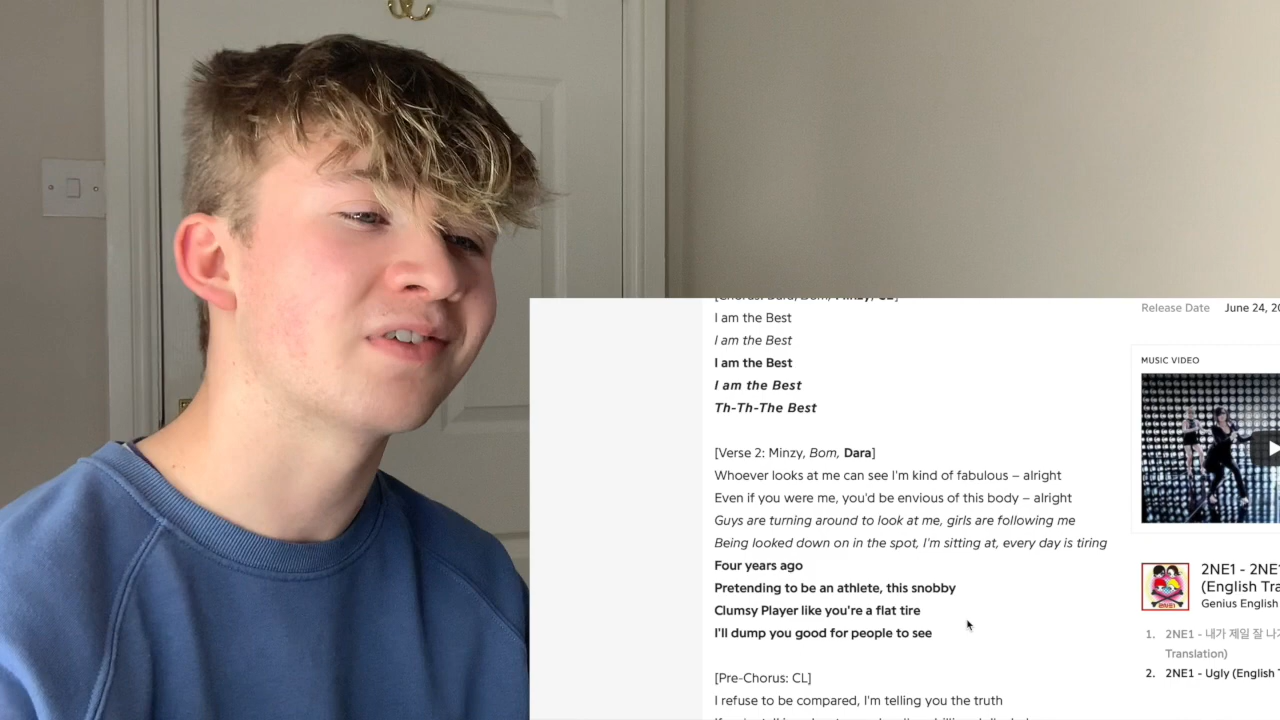 I am the Best
I am the Best
I am the Best
I am the Best
Th-Th-The Best
[Verse 2: Minzy, Bom, Dara]
Whoever looks at me can see I'm kind of fabulous – alright
Even if you were me, you'd be envious of this body – alright
Guys are turning around to look at me, girls are following me
Being looked down on in the spot, I'm sitting at, every day is tiring
Four years ago
Pretending to be an athlete, this snobby
Clumsy Player like you're a flat tire
I'll dump you good for people to see
[Pre-Chorus: CL]
I refuse to be compared, I'm telling you the truth
Release Date June 24, 20
MUSIC VIDEO
2NE1 - 2NE1
(English Tra
Genius English
1. 2NE1 - 내가 제일 잘 나가
Translation)
2. 2NE1 - Ugly (English T